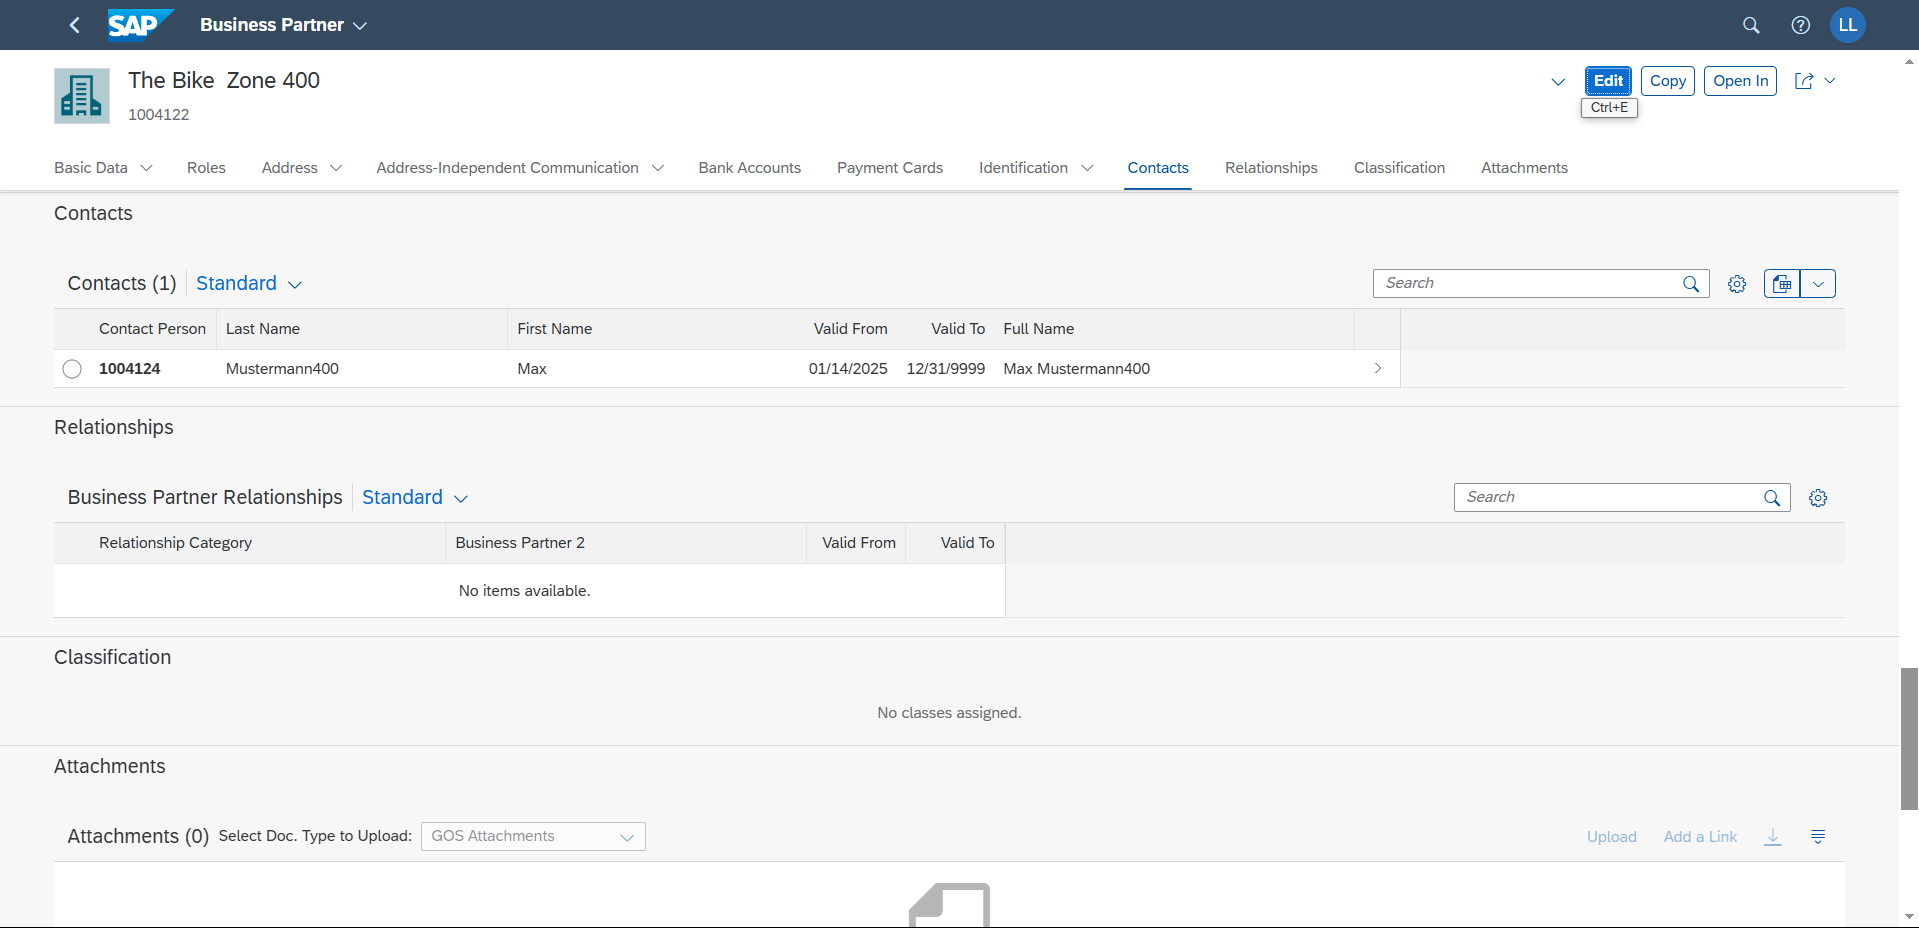 SAP Business Partner LL
The Bike  Zone 400
1004122
Edit Copy Open In
Ctrl+E
Basic Data Roles Address Address-Independent Communication Bank Accounts Payment Cards Identification Contacts Relationships Classification Attachments
Contacts
Contacts (1) Standard Search
Contact Person Last Name First Name Valid From Valid To Full Name
1004124 Mustermann400 Max 01/14/2025 12/31/9999 Max Mustermann400
Relationships
Business Partner Relationships Standard Search
Relationship Category Business Partner 2 Valid From Valid To
No items available.
Classification
No classes assigned.
Attachments
Attachments (0) Select Doc. Type to Upload: GOS Attachments Upload Add a Link